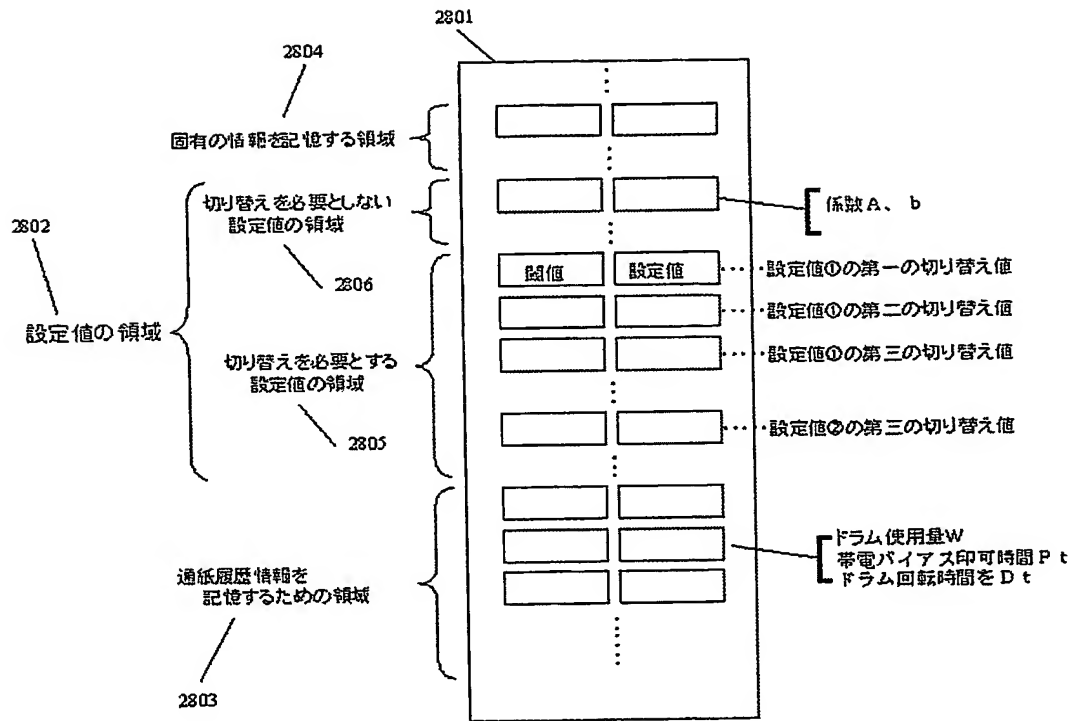 2801
2804
固有の情報を記憶する領域
切り替えを必要としない
設定値の領域
係数A、b
2802
2806
閾値
設定値
‥‥設定値①の第一の切り替え値
‥‥設定値①の第二の切り替え値
設定値の領域
切り替えを必要とする
設定値の領域
‥‥設定値①の第三の切り替え値
2805
‥‥設定値②の第三の切り替え値
通紙履歴情報を
記憶するための領域
ドラム使用量W
帯電バイアス印可時間Pt
ドラム回転時間をDt
2803